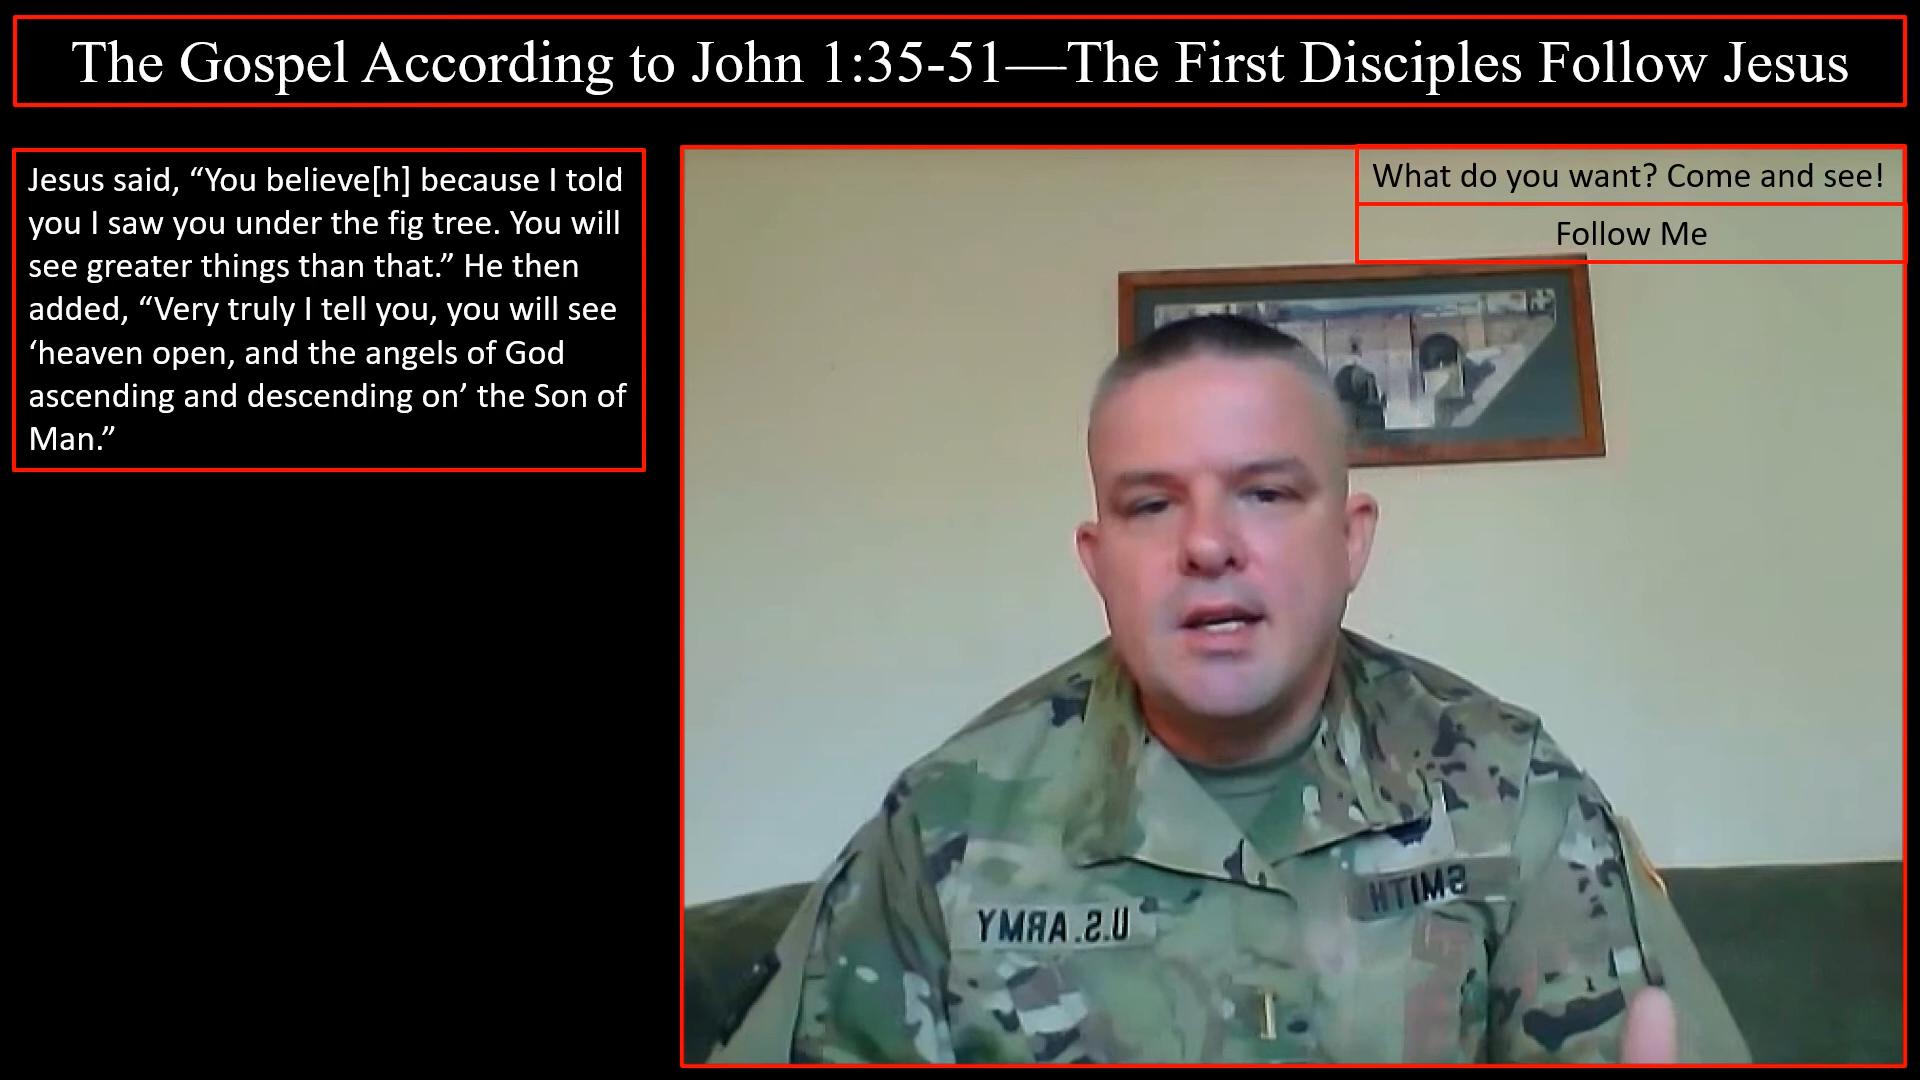 The Gospel According to John 1:35-51—The First Disciples Follow Jesus
Jesus said, “You believe[h] because I told
you I saw you under the fig tree. You will
see greater things than that.” He then
added, “Very truly I tell you, you will see
‘heaven open, and the angels of God
ascending and descending on’ the Son of
Man.”
What do you want? Come and see!
Follow Me
SMITH
U.S. ARMY